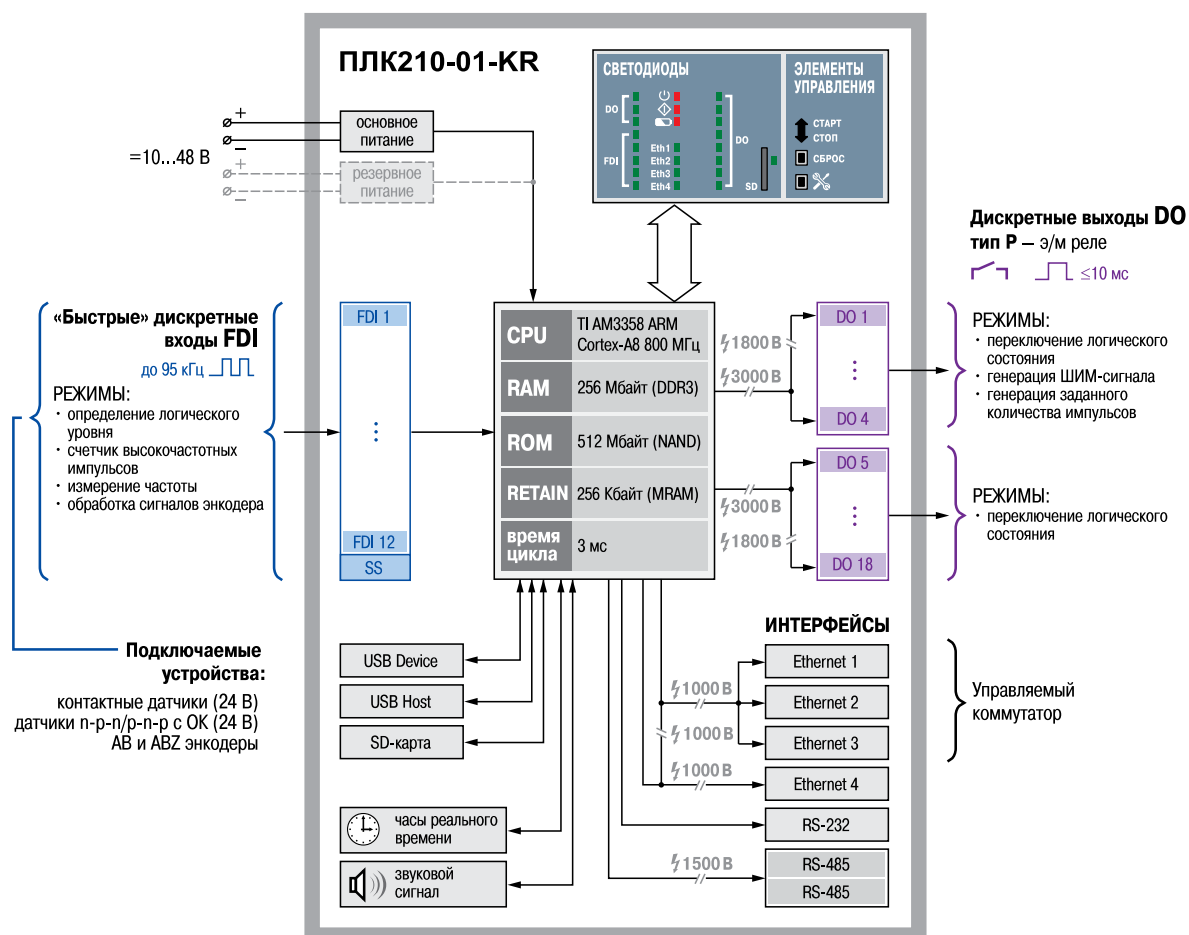 ПЛК210-01-KR
СВЕТОДИОДЫ
DO
FDI
Eth1
Eth2
Eth3
Eth4
DO
SD
ЭЛЕМЕНТЫ
УПРАВЛЕНИЯ
СТАРТ
СТОП
СБРОС
=10...48 В
+
−
+
−
основное
питание
резервное
питание
«Быстрые» дискретные
входы FDI
до 95 кГц
РЕЖИМЫ:
· определение логического
уровня
· счетчик высокочастотных
импульсов
· измерение частоты
· обработка сигналов энкодера
Подключаемые
устройства:
контактные датчики (24 В)
датчики n-p-n/p-n-p с ОК (24 В)
AB и ABZ энкодеры
FDI 1
⋮
FDI 12
SS
CPU
TI AM3358 ARM
Cortex-A8 800 МГц
RAM
256 Мбайт (DDR3)
ROM
512 Мбайт (NAND)
RETAIN
256 Кбайт (MRAM)
время
цикла
3 мс
1800 В
3000 В
3000 В
1800 В
DO 1
⋮
DO 4
DO 5
⋮
DO 18
Дискретные выходы DO
тип Р – э/м реле
≤10 мс
РЕЖИМЫ:
· переключение логического
состояния
· генерация ШИМ-сигнала
· генерация заданного
количества импульсов
РЕЖИМЫ:
· переключение логического
состояния
USB Device
USB Host
SD-карта
часы реального
времени
звуковой
сигнал
ИНТЕРФЕЙСЫ
1000 В
1000 В
1000 В
1500 В
Ethernet 1
Ethernet 2
Ethernet 3
Ethernet 4
RS-232
RS-485
RS-485
Управляемый
коммутатор